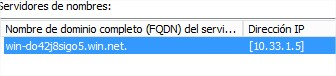 Servidores de nombres:
Nombre de dominio completo (FQDN) del servi... Dirección IP
win-do42j8sigo5.win.net. [10.33.1.5]